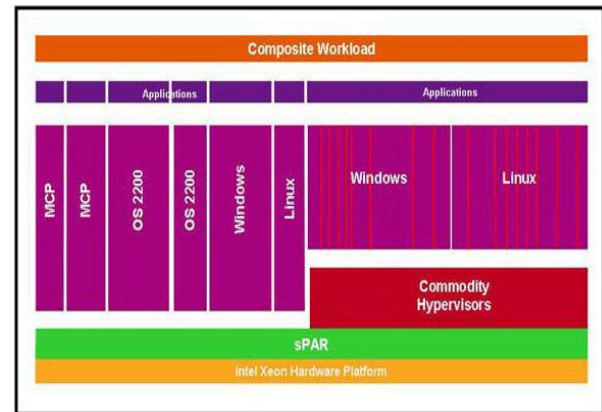 Composite Workload
Applications
Applications
MCP
MCP
OS 2200
OS 2200
Windows
Linux
Windows
Linux
Commodity
Hypervisors
sPAR
Intel Xeon Hardware Platform